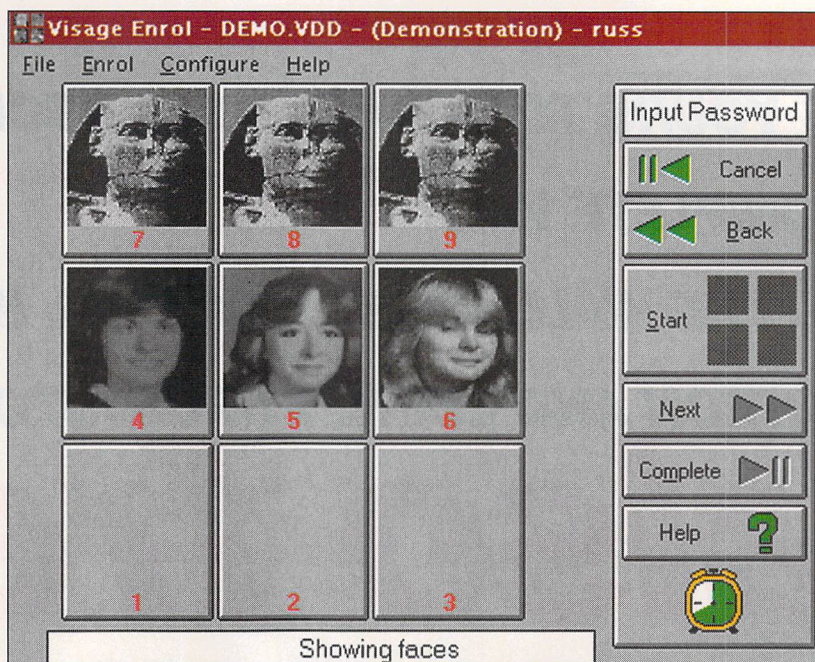 Visage Enrol - DEMO.VDD - (Demonstration) - russ
File Enrol Configure Help
7 8 9
4 5 6
1 2 3
Input Password
Cancel
Back
Start
Next
Complete
Help
Showing faces